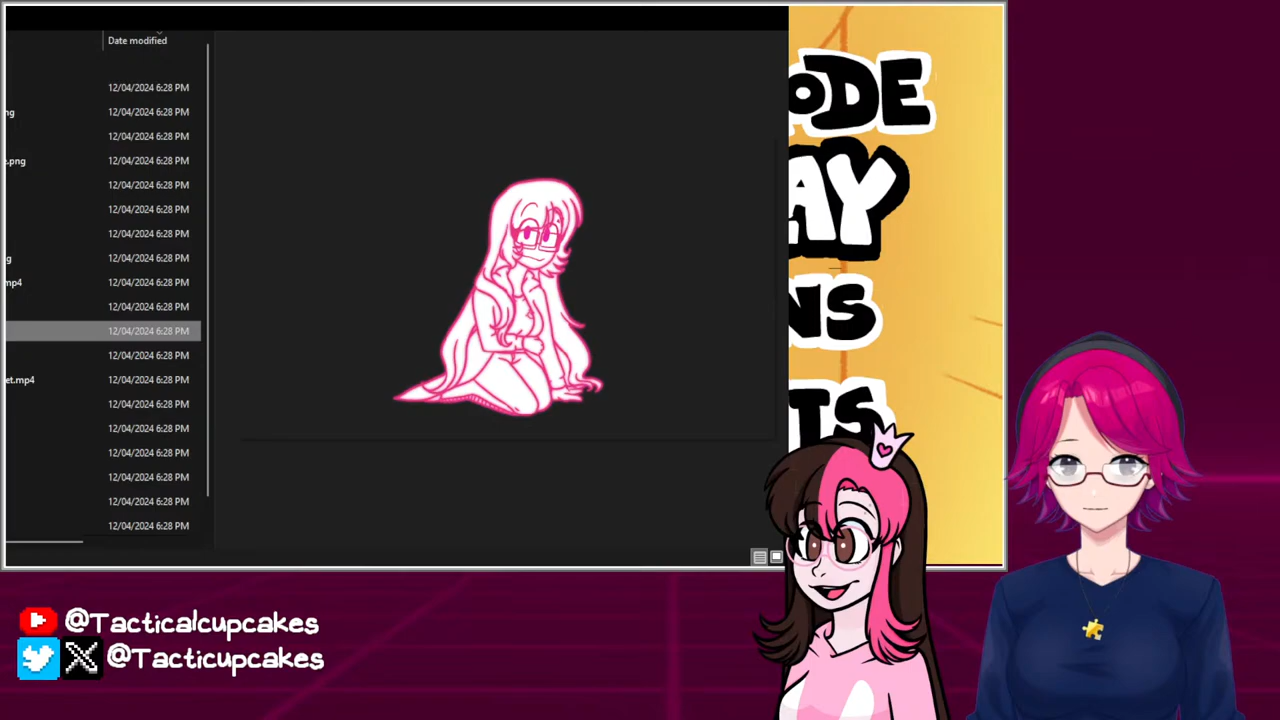 Date modified
12/04/2024 6:28 PM
ng 12/04/2024 6:28 PM
12/04/2024 6:28 PM
.png 12/04/2024 6:28 PM
12/04/2024 6:28 PM
12/04/2024 6:28 PM
12/04/2024 6:28 PM
g 12/04/2024 6:28 PM
mp4 12/04/2024 6:28 PM
12/04/2024 6:28 PM
12/04/2024 6:28 PM
12/04/2024 6:28 PM
et.mp4 12/04/2024 6:28 PM
12/04/2024 6:28 PM
12/04/2024 6:28 PM
12/04/2024 6:28 PM
12/04/2024 6:28 PM
12/04/2024 6:28 PM
12/04/2024 6:28 PM
ODE
AY
NS
TS
@Tacticalcupcakes
@Tacticupcakes